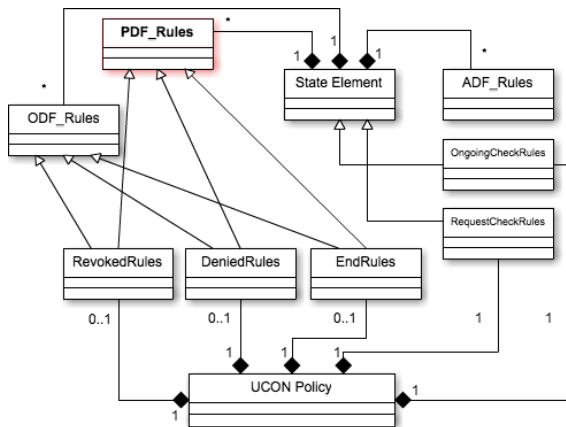 PDF_Rules
*
*
1
1
1
*
State Element
ADF_Rules
ODF_Rules
OngoingCheckRules
RequestCheckRules
RevokedRules
DeniedRules
EndRules
0..1
0..1
0..1
1
1
1
1
1
UCON Policy
1
1